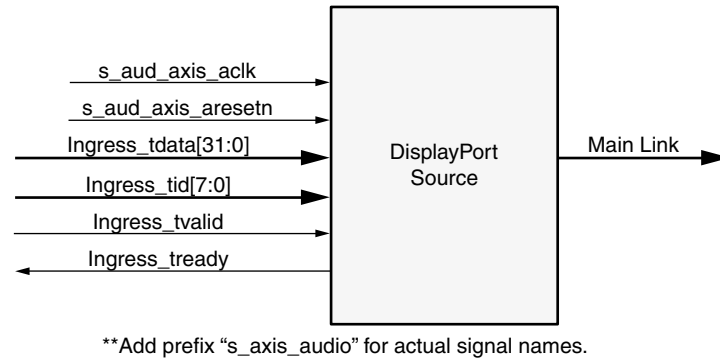 s_aud_axis_aclk
s_aud_axis_aresetn
Ingress_tdata[31:0]
Ingress_tid[7:0]
Ingress_tvalid
Ingress_tready
DisplayPort
Source
Main Link
**Add prefix “s_axis_audio” for actual signal names.